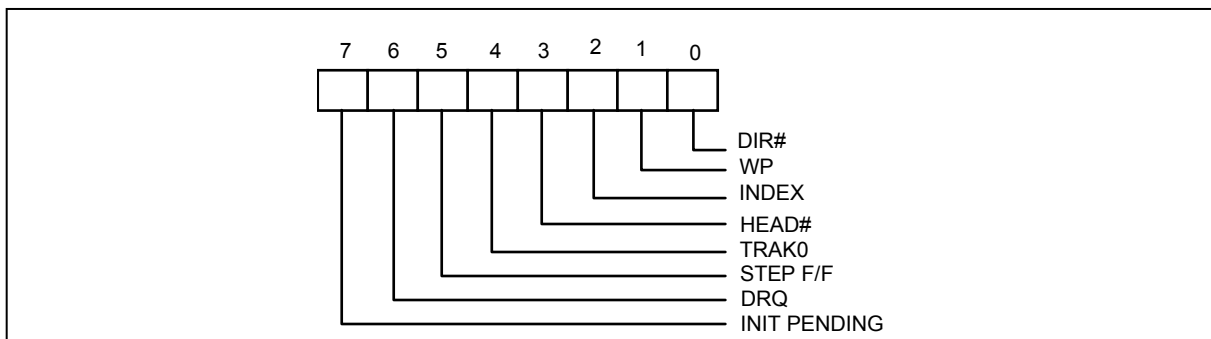 7 6 5 4 3 2 1 0
DIR#
WP
INDEX
HEAD#
TRAK0
STEP F/F
DRQ
INIT PENDING